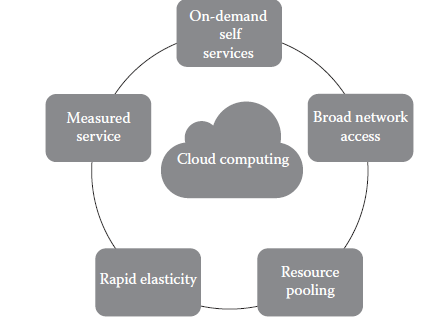 On-demand
self
services
Broad network
access
Resource
pooling
Rapid elasticity
Measured
service
Cloud computing